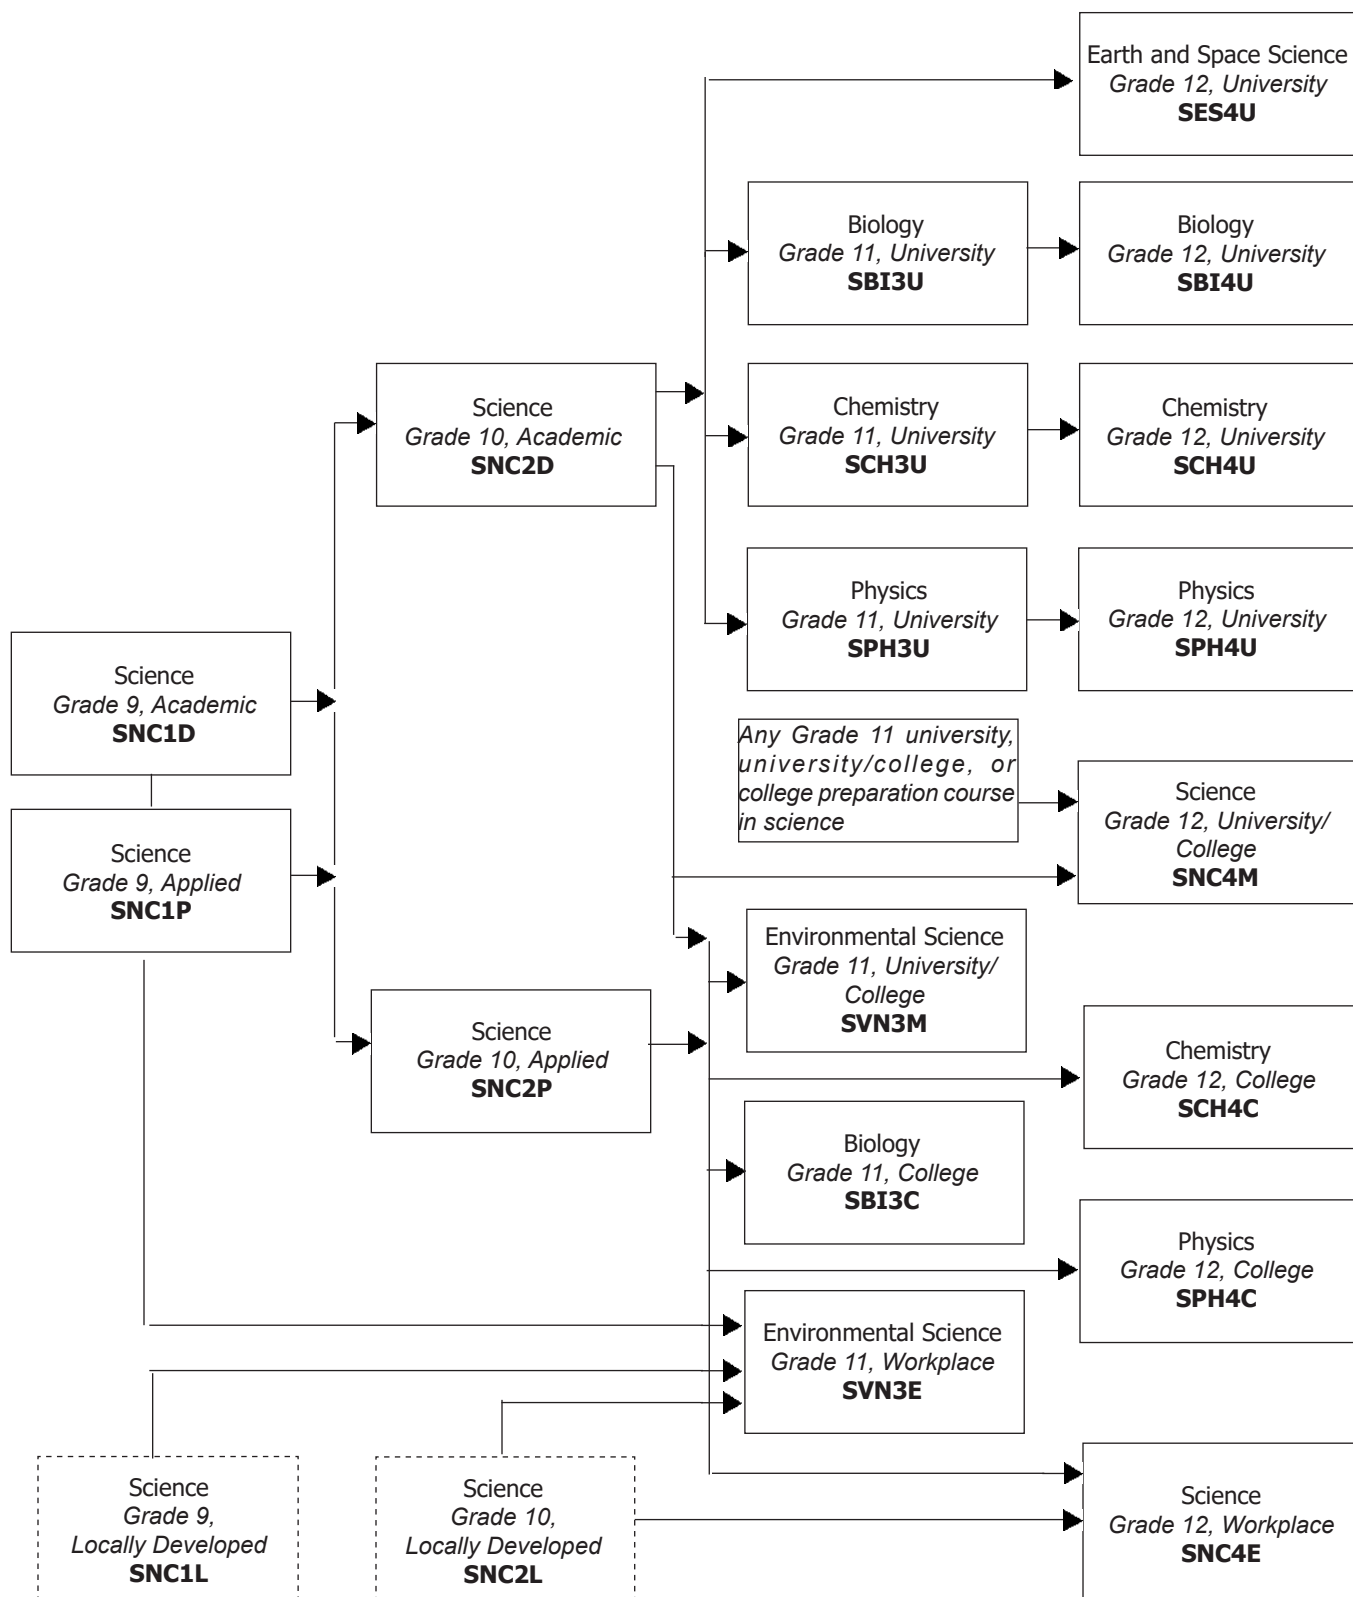 Earth and Space Science
Grade 12, University
SES4U
Biology
Grade 11, University
SBI3U
Biology
Grade 12, University
SBI4U
Science
Grade 10, Academic
SNC2D
Chemistry
Grade 11, University
SCH3U
Chemistry
Grade 12, University
SCH4U
Physics
Grade 11, University
SPH3U
Physics
Grade 12, University
SPH4U
Science
Grade 9, Academic
SNC1D
Any Grade 11 university,
university/college, or
college preparation course
in science
Science
Grade 12, University/
College
SNC4M
Science
Grade 9, Applied
SNC1P
Environmental Science
Grade 11, University/
College
SVN3M
Science
Grade 10, Applied
SNC2P
Chemistry
Grade 12, College
SCH4C
Biology
Grade 11, College
SBI3C
Physics
Grade 12, College
SPH4C
Environmental Science
Grade 11, Workplace
SVN3E
Science
Grade 9,
Locally Developed
SNC1L
Science
Grade 10,
Locally Developed
SNC2L
Science
Grade 12, Workplace
SNC4E